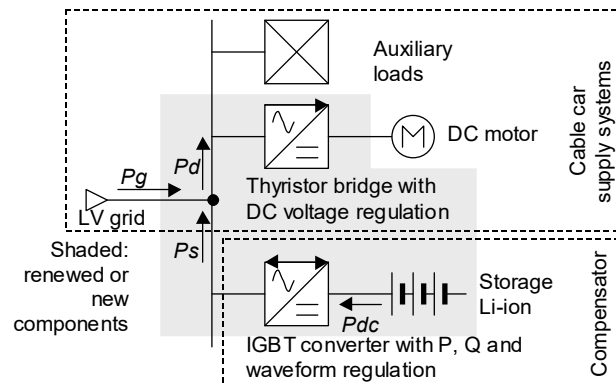 Auxiliary
loads
Cable car
supply systems
DC motor
M
Pd
Pg
Thyristor bridge with
DC voltage regulation
LV grid
Ps
Shaded:
renewed or
new
components
Storage
Li-ion
Pdc
IGBT converter with P, Q and
waveform regulation
Compensator